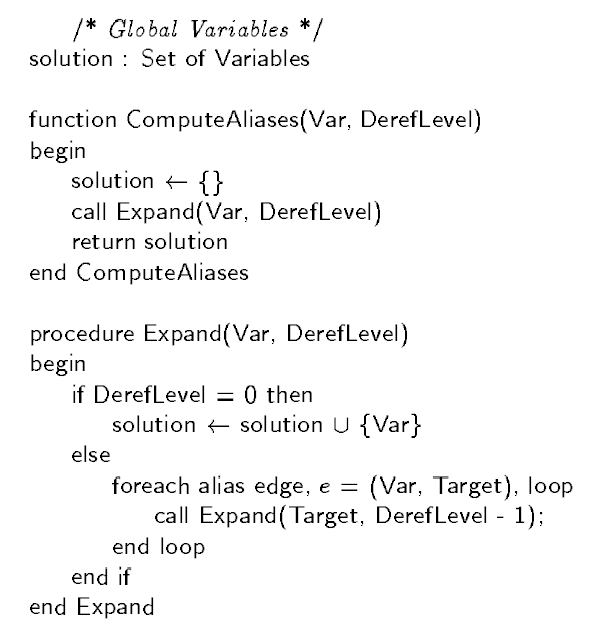 /* Global Variables */
solution : Set of Variables
function ComputeAliases(Var, DerefLevel)
begin
solution ← {}
call Expand(Var, DerefLevel)
return solution
end ComputeAliases
procedure Expand(Var, DerefLevel)
begin
if DerefLevel = 0 then
solution ← solution ∪ {Var}
else
foreach alias edge, e = (Var, Target), loop
call Expand(Target, DerefLevel - 1);
end loop
end if
end Expand